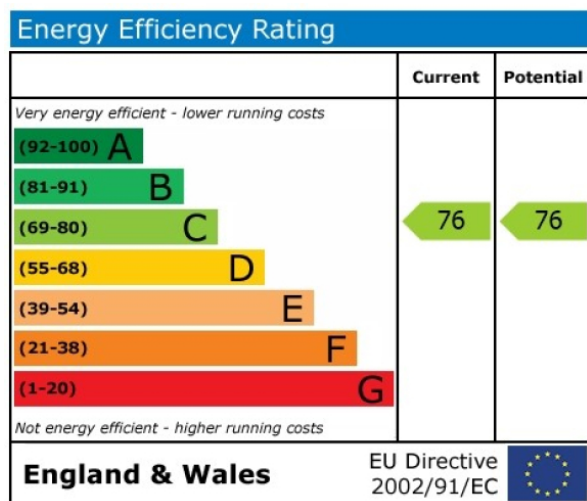 Energy Efficiency Rating
Current Potential
Very energy efficient - lower running costs
(92-100) A
(81-91) B
(69-80) C 76 76
(55-68) D
(39-54) E
(21-38) F
(1-20) G
Not energy efficient - higher running costs
England & Wales EU Directive
2002/91/EC